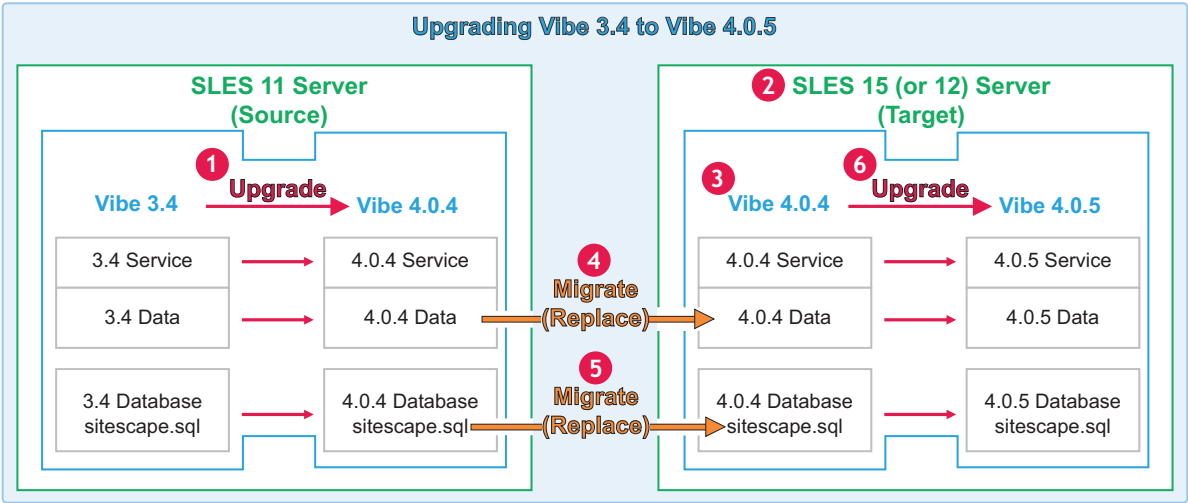 Upgrading Vibe 3.4 to Vibe 4.0.5
SLES 11 Server
(Source)
1
Upgrade
Vibe 3.4
Vibe 4.0.4
3.4 Service
4.0.4 Service
3.4 Data
4.0.4 Data
3.4 Database
sitescape.sql
4.0.4 Database
sitescape.sql
4
Migrate
(Replace)
5
Migrate
(Replace)
2 SLES 15 (or 12) Server
(Target)
3
6
Upgrade
Vibe 4.0.4
Vibe 4.0.5
4.0.4 Service
4.0.5 Service
4.0.4 Data
4.0.5 Data
4.0.4 Database
sitescape.sql
4.0.5 Database
sitescape.sql